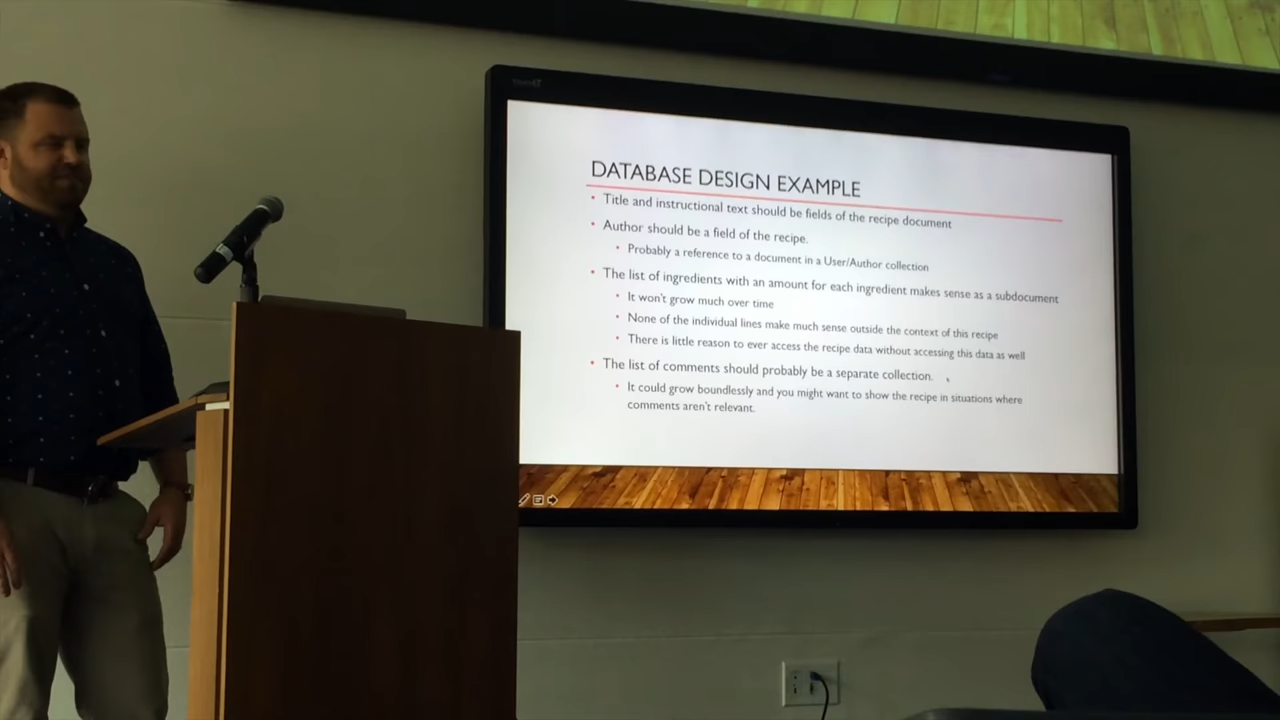 DATABASE DESIGN EXAMPLE
Title and instructional text should be fields of the recipe document
Author should be a field of the recipe.
Probably a reference to a document in a User/Author collection
The list of ingredients with an amount for each ingredient makes sense as a subdocument
It won't grow much over time
None of the individual lines make much sense outside the context of this recipe
There is little reason to ever access the recipe data without accessing this data as well
The list of comments should probably be a separate collection.
It could grow boundlessly and you might want to show the recipe in situations where
comments aren't relevant.